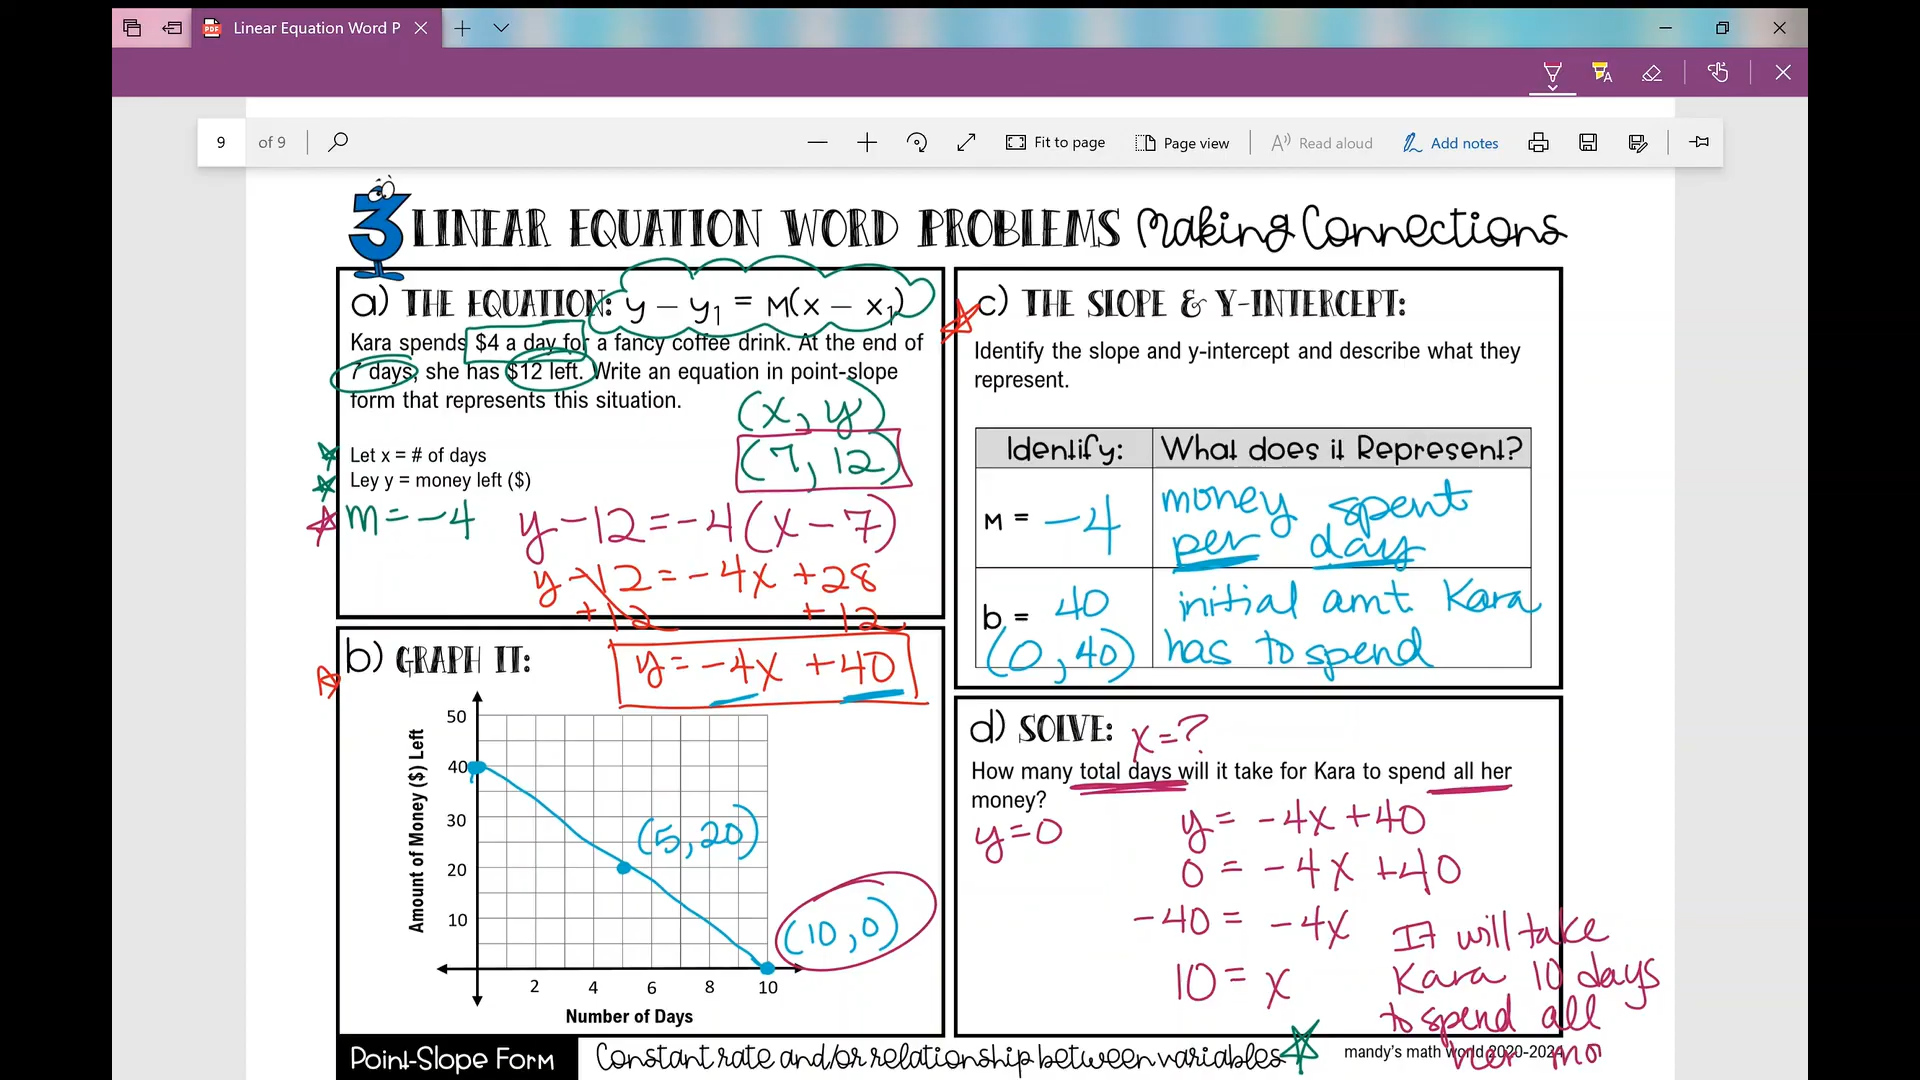 Linear Equation Word P
9 of 9
Fit to page
Page view
Read aloud
Add notes
3 LINEAR EQUATION WORD PROBLEMS Making Connections
a) THE EQUATION: y − y₁ = M(x − x₁)
Kara spends $4 a day for a fancy coffee drink. At the end of
7 days, she has $12 left. Write an equation in point-slope
form that represents this situation.
(x, y)
(7, 12)
Let x = # of days
Ley y = money left ($)
m = -4
y - 12 = -4(x - 7)
y - 12 = -4x + 28
+12 +12
y = -4x + 40
b) GRAPH IT:
Amount of Money ($) Left
50
40
30
20
10
(5, 20)
(10, 0)
2 4 6 8 10
Number of Days
c) THE SLOPE & Y-INTERCEPT:
Identify the slope and y-intercept and describe what they
represent.
Identify: What does it Represent?
M = -4 money spent
per day
b = 40 initial amt. Kara
(0, 40) has to spend
d) SOLVE: x = ?
How many total days will it take for Kara to spend all her
money?
y = 0
y = -4x + 40
0 = -4x + 40
-40 = -4x
10 = x
It will take
Kara 10 days
to spend all
her mo
Point-Slope Form Constant rate and/or relationship between variables
mandy's math world 2020-2024